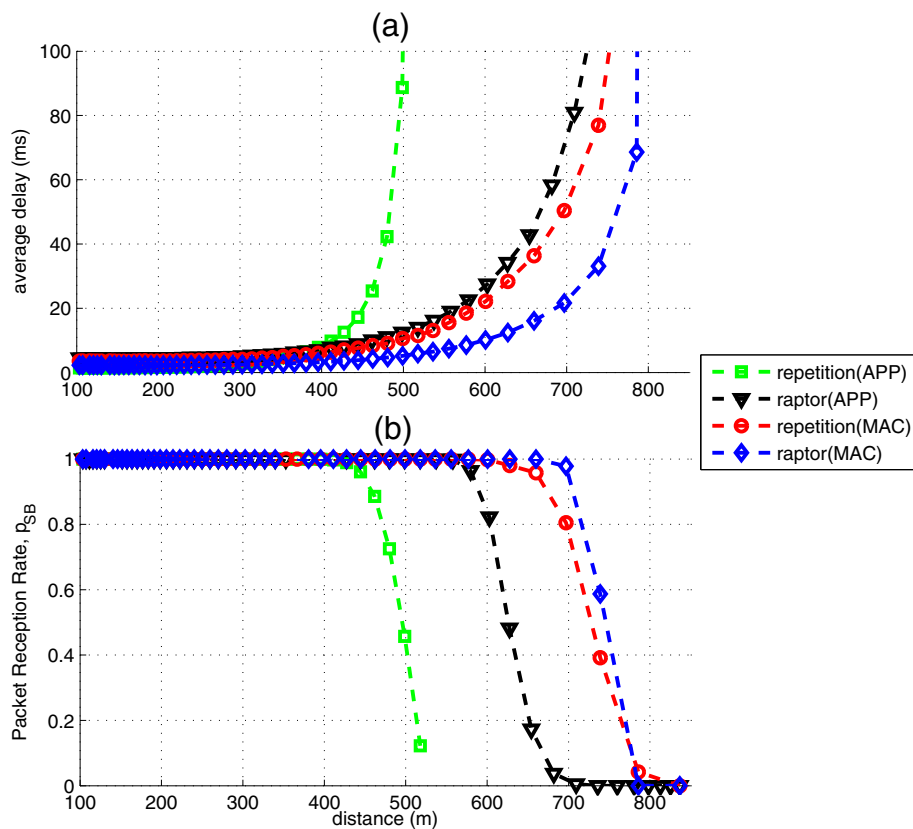 (a)
100
80
60
40
20
0
average delay (ms)
100 200 300 400 500 600 700 800
repetition(APP)
raptor(APP)
repetition(MAC)
raptor(MAC)
(b)
1
0.8
0.6
0.4
0.2
0
Packet Reception Rate, pSB
100 200 300 400 500 600 700 800
distance (m)